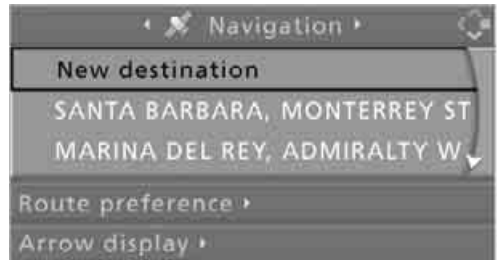 Navigation
New destination
SANTA BARBARA, MONTERREY ST
MARINA DEL REY, ADMIRALTY W
Route preference
Arrow display